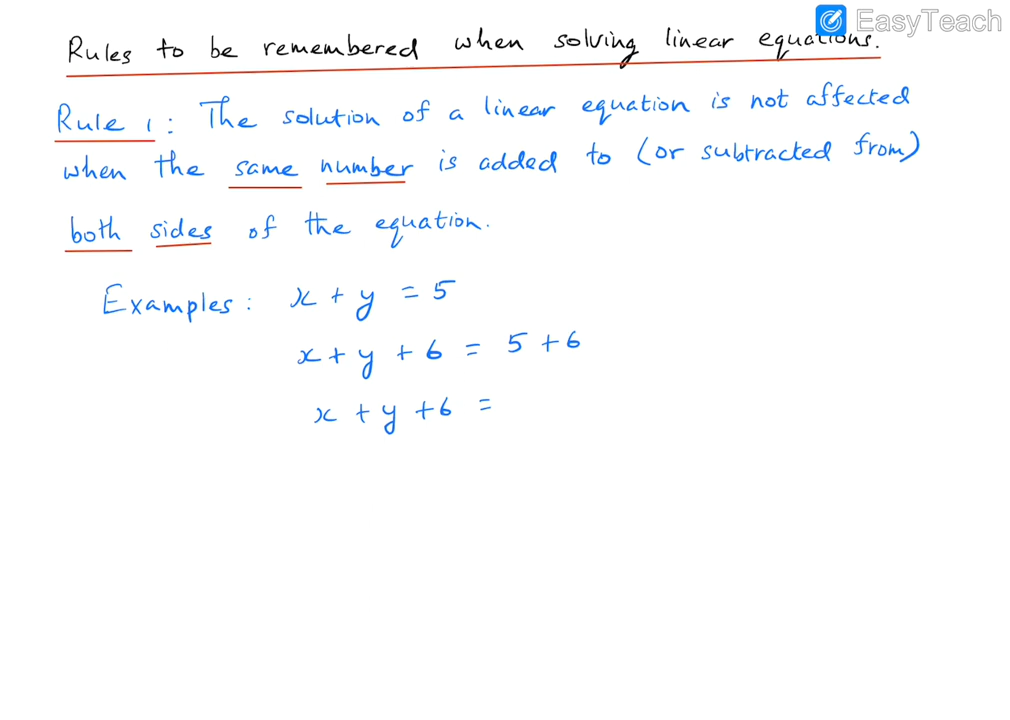 EasyTeach
Rules to be remembered when solving linear equations.
Rule 1: The solution of a linear equation is not affected
when the same number is added to (or subtracted from)
both sides of the equation.
Examples: x + y = 5
x + y + 6 = 5 + 6
x + y + 6 =